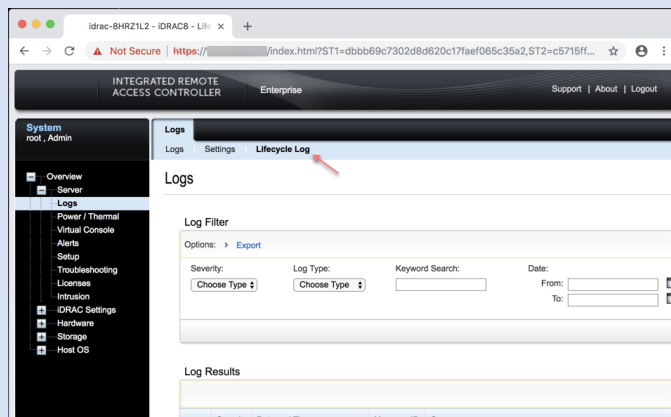 idrac-8HRZ1L2 - iDRAC8 - Life
Not Secure | https:// /index.html?ST1=dbbb69c7302d8d620c17faef065c35a2,ST2=c5715ff...
INTEGRATED REMOTE
ACCESS CONTROLLER
Enterprise
Support | About | Logout
System
root , Admin
Overview
Server
Logs
Power / Thermal
Virtual Console
Alerts
Setup
Troubleshooting
Licenses
Intrusion
iDRAC Settings
Hardware
Storage
Host OS
Logs
Logs Settings Lifecycle Log
Logs
Log Filter
Options: Export
Severity: Log Type: Keyword Search: Date:
Choose Type Choose Type From:
To:
Log Results